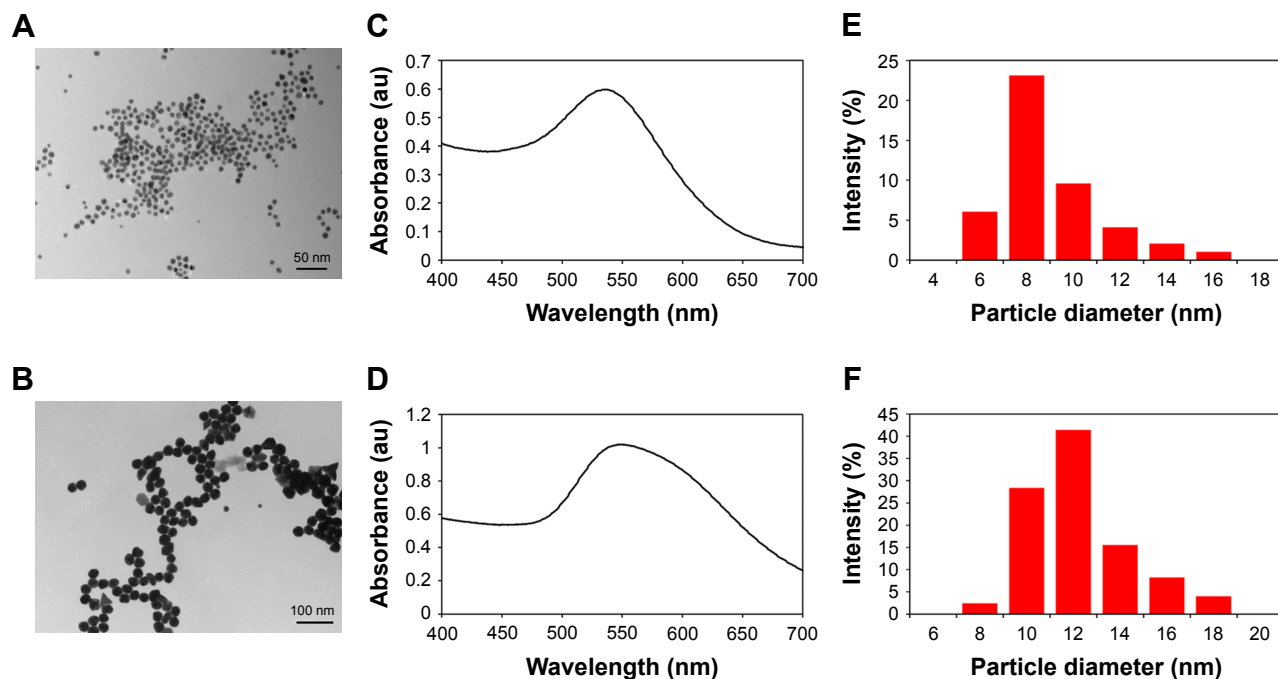 A
50 nm
C
Absorbance (au)
0.7
0.6
0.5
0.4
0.3
0.2
0.1
0
400 450 500 550 600 650 700
Wavelength (nm)
E
Intensity (%)
25
20
15
10
5
0
4 6 8 10 12 14 16 18
Particle diameter (nm)
B
100 nm
D
Absorbance (au)
1.2
1
0.8
0.6
0.4
0.2
0
400 450 500 550 600 650 700
Wavelength (nm)
F
Intensity (%)
45
40
35
30
25
20
15
10
5
0
6 8 10 12 14 16 18 20
Particle diameter (nm)